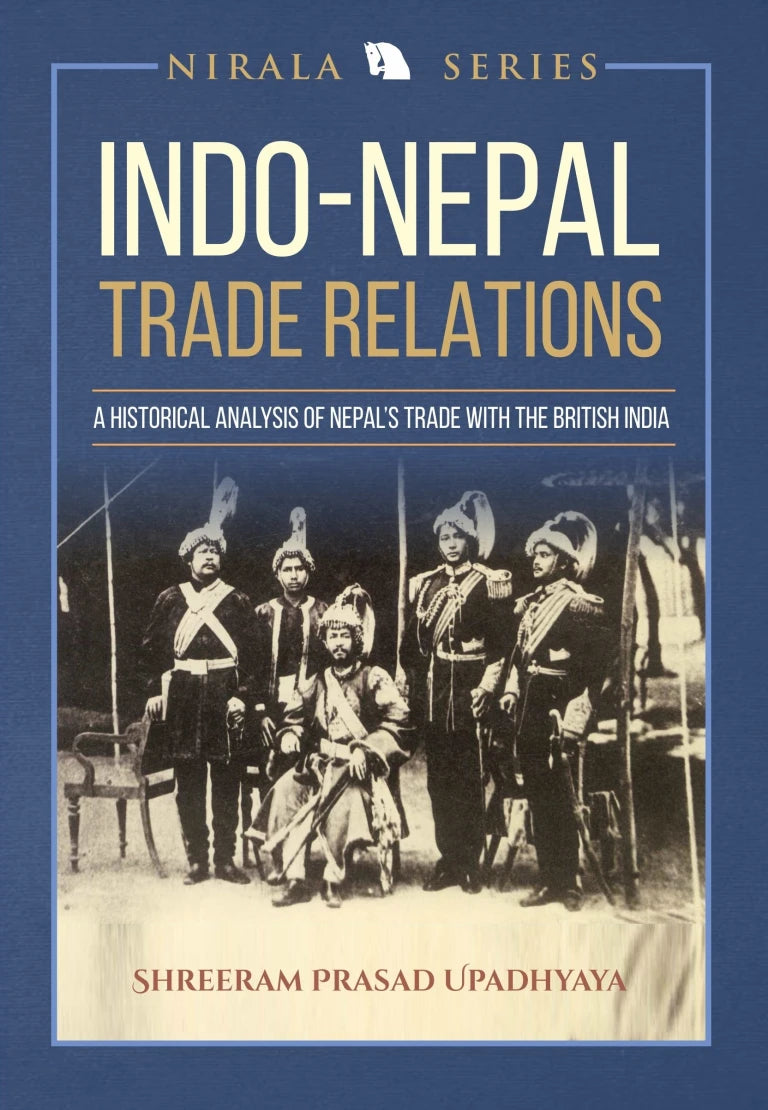 NIRALA SERIES
INDO-NEPAL
TRADE RELATIONS
A HISTORICAL ANALYSIS OF NEPAL'S TRADE WITH THE BRITISH INDIA
SHREERAM PRASAD UPADHYAYA